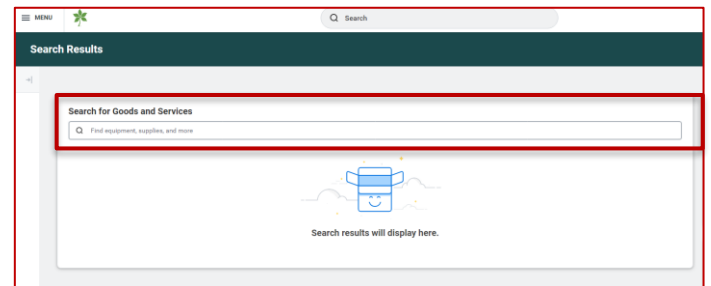 MENU
Search
Search Results
Search for Goods and Services
Find equipment, supplies, and more
Search results will display here.